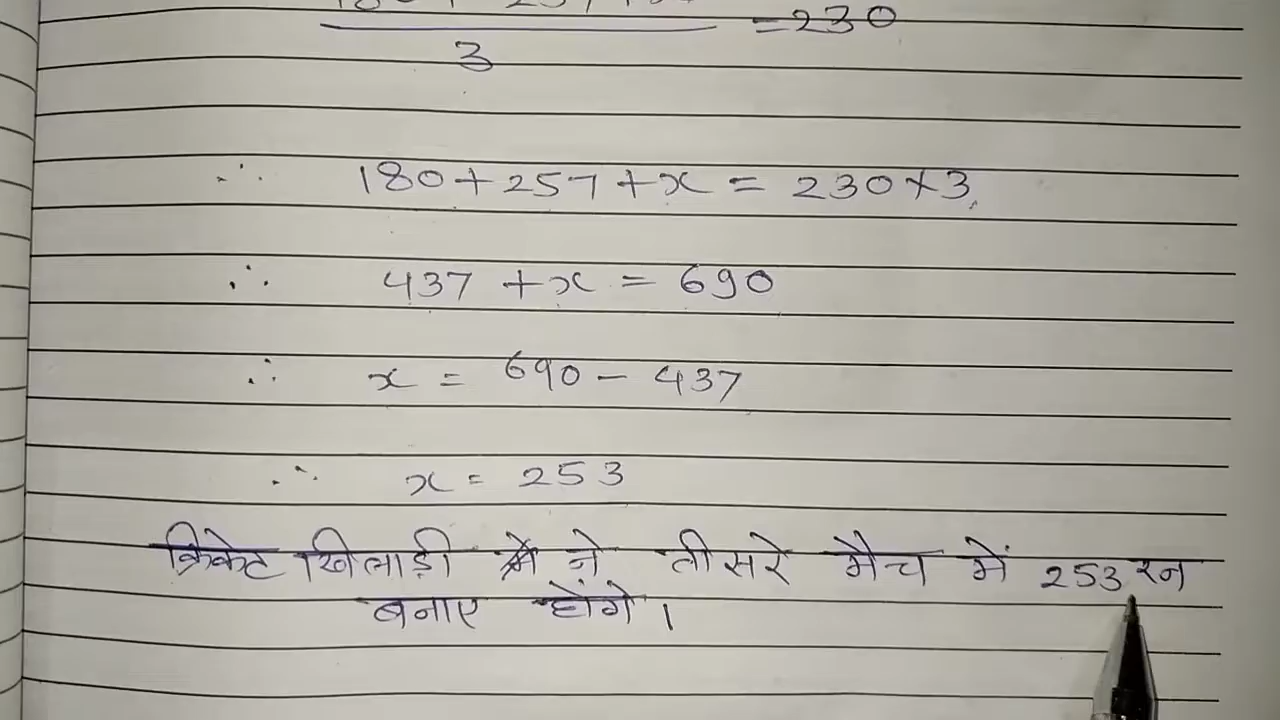 = 230
3
∴ 180 + 257 + x = 230 × 3
∴ 437 + x = 690
∴ x = 690 - 437
∴ x = 253
क्रिकेट खिलाड़ी ने तीसरे मैच में 253 रन
बनाए होंगे ।